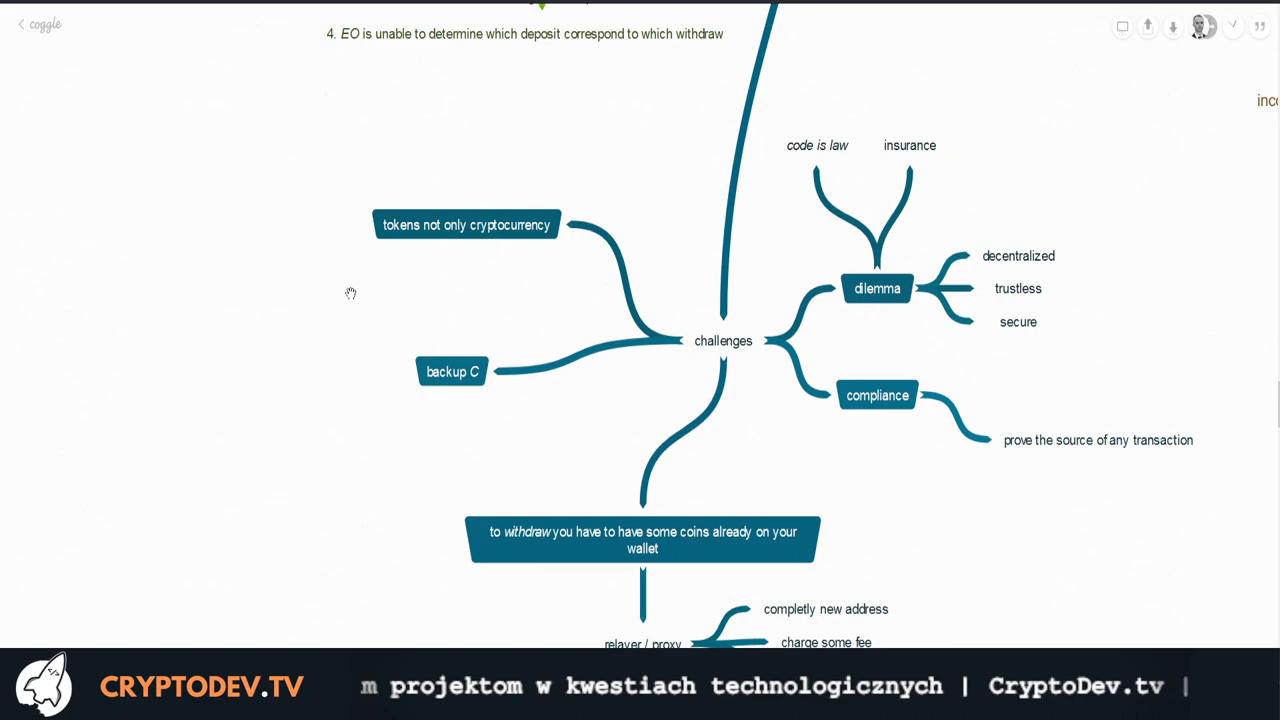 coggle
4. EO is unable to determine which deposit correspond to which withdraw
code is law
insurance
tokens not only cryptocurrency
decentralized
dilemma
trustless
secure
challenges
backup C
compliance
prove the source of any transaction
to withdraw you have to have some coins already on your
wallet
completly new address
relayer / proxy
charge some fee
CRYPTODEV.TV
m projektom w kwestiach technologicznych | CryptoDev.tv |